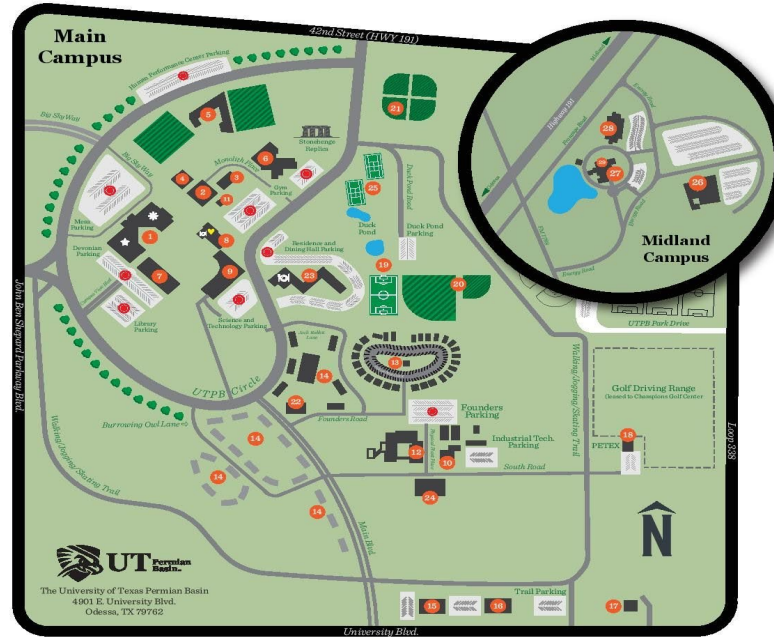 Main
Campus
42nd Street (HWY 191)
Human Performance Center Parking
Big Sky Way
Big Sky Way
5
21
Stonehenge
Replica
Monolith Place
6
4
3
2
11
Gym
Parking
25
Duck Pond Road
Mesa
Parking
1
8
Duck
Pond
Duck Pond
Parking
Devonian
Parking
7
9
Residence and
Dining Hall Parking
23
19
20
Library
Parking
Science and
Technology Parking
John Ben Shepard Parkway Blvd.
UTPB Circle
14
13
22
Founders Road
Burrowing Owl Lane
Walking/Jogging/Skating Trail
14
14
14
Founders
Parking
12
10
Industrial Tech.
Parking
South Road
24
Main Blvd.
Walking/Jogging/Skating Trail
Highway 191
28
27
26
Energy Road
Midland
Campus
UTPB Park Drive
Golf Driving Range
(leased to Champions Golf Center)
18
PETEX
Loop 338
N
UT Permian
Basin
The University of Texas Permian Basin
4901 E. University Blvd.
Odessa, TX 79762
Trail Parking
15
16
17
University Blvd.